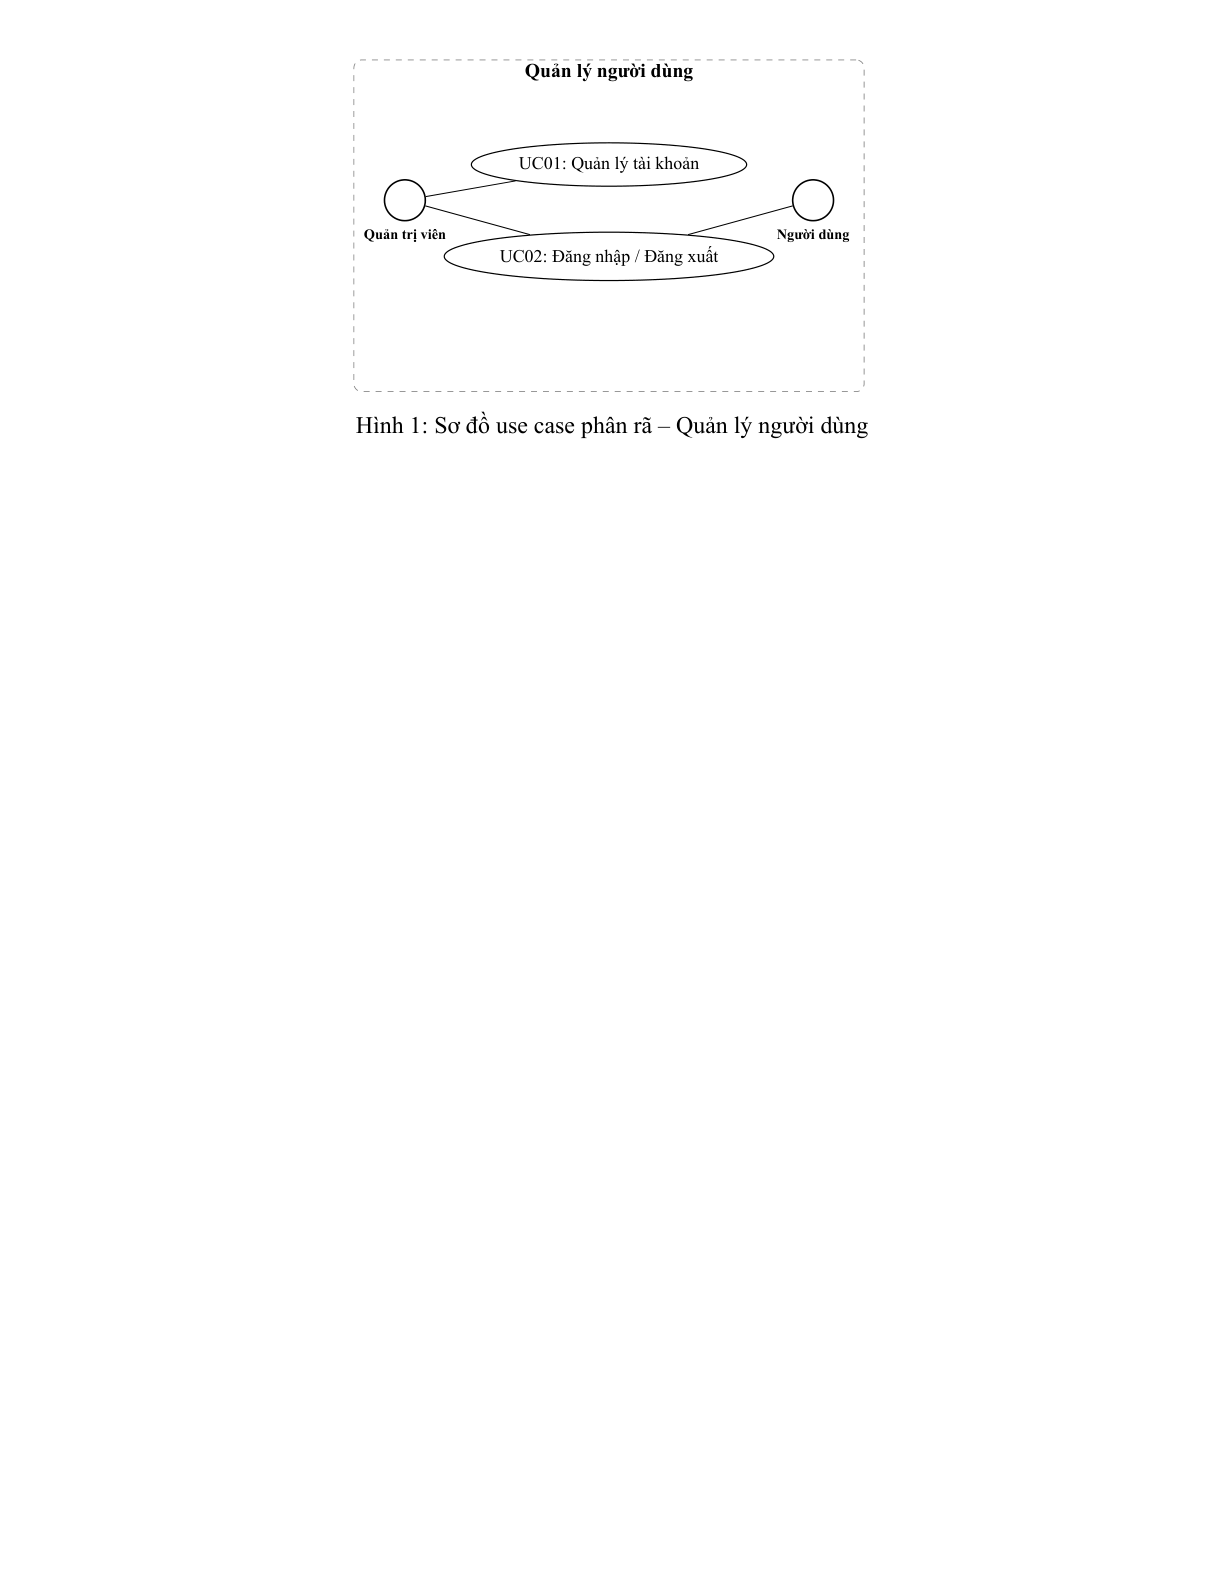 Quản lý người dùng
UC01: Quản lý tài khoản
Quản trị viên
Người dùng
UC02: Đăng nhập / Đăng xuất
Hình 1: Sơ đồ use case phân rã – Quản lý người dùng